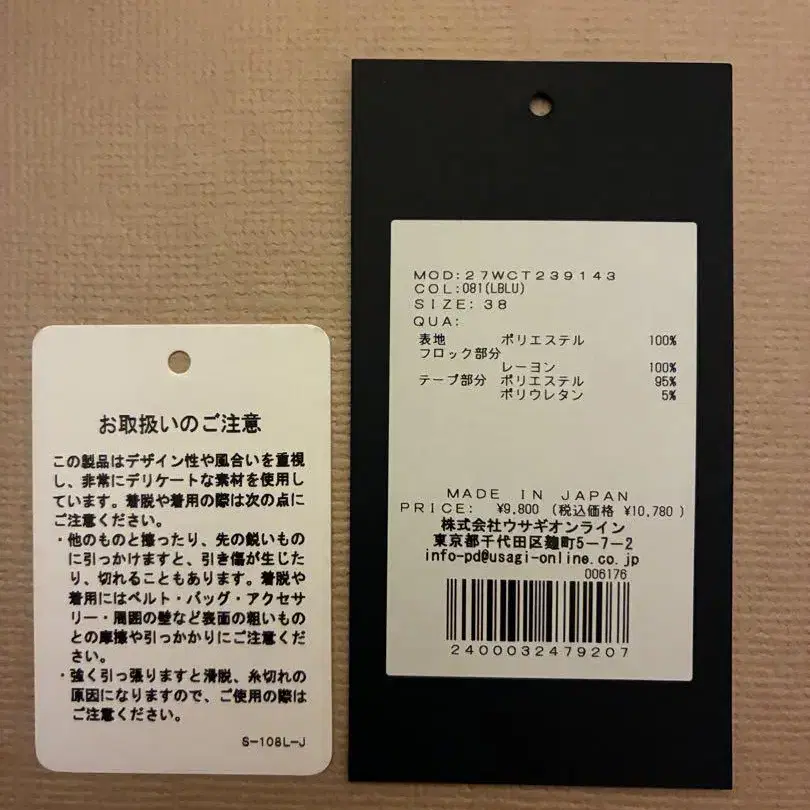 お取扱いのご注意
この製品はデザイン性や風合いを重視
し、非常にデリケートな素材を使用し
ています。着脱や着用の際は次の点に
ご注意ください。
・他のものと擦ったり、先の鋭いもの
に引っかけますと、引き傷が生じた
り、切れることもあります。着脱や
着用にはベルト・バッグ・アクセサ
リー・周囲の壁など表面の粗いもの
との摩擦や引っかかりにご注意くだ
さい。
・強く引っ張りますと滑脱、糸切れの
原因になりますので、ご使用の際は
ご注意ください。
S-108L-J
MOD:27WCT239143
COL:081(LBLU)
SIZE:38
QUA:
表地 ポリエステル 100%
フロック部分
レーヨン 100%
テープ部分 ポリエステル 95%
ポリウレタン 5%
MADE IN JAPAN
PRICE: ¥9,800 (税込価格 ¥10,780 )
株式会社ウサギオンライン
東京都千代田区麹町5-7-2
info-pd@usagi-online.co.jp
006176
2400032479207